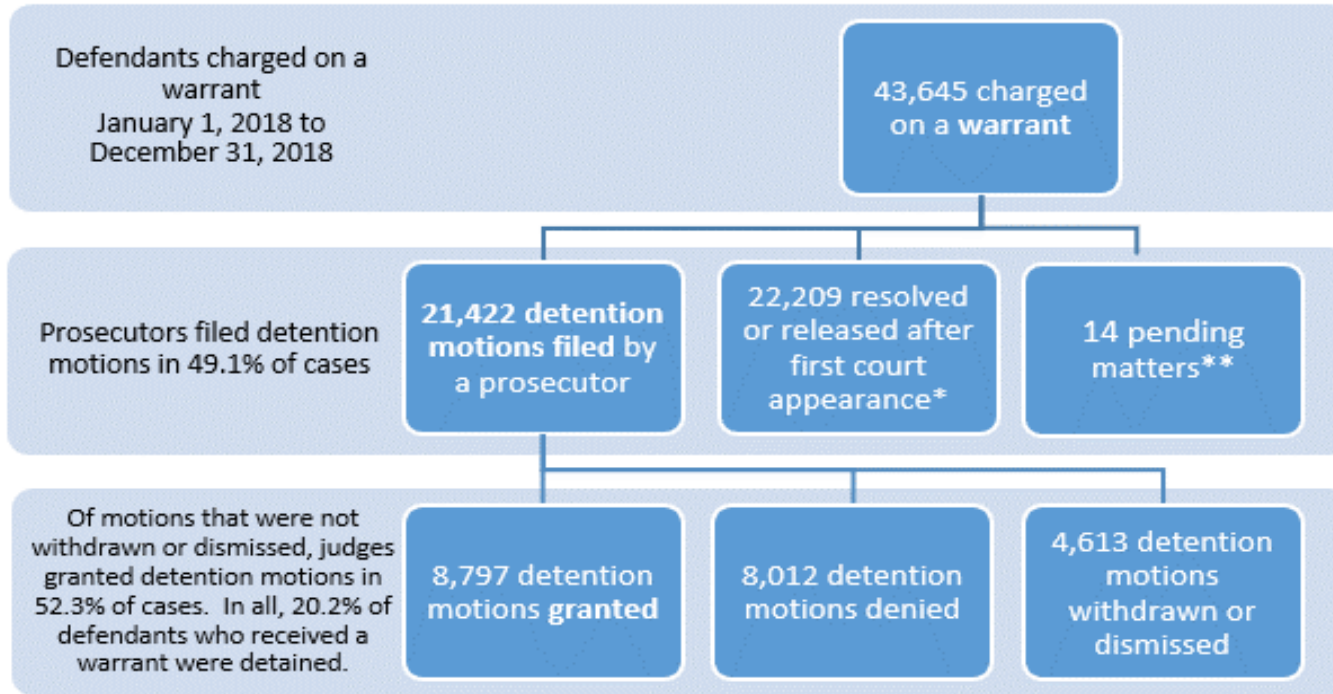 Defendants charged on a
warrant
January 1, 2018 to
December 31, 2018
43,645 charged
on a warrant
Prosecutors filed detention
motions in 49.1% of cases
21,422 detention
motions filed by
a prosecutor
22,209 resolved
or released after
first court
appearance*
14 pending
matters**
Of motions that were not
withdrawn or dismissed, judges
granted detention motions in
52.3% of cases. In all, 20.2% of
defendants who received a
warrant were detained.
8,797 detention
motions granted
8,012 detention
motions denied
4,613 detention
motions
withdrawn or
dismissed